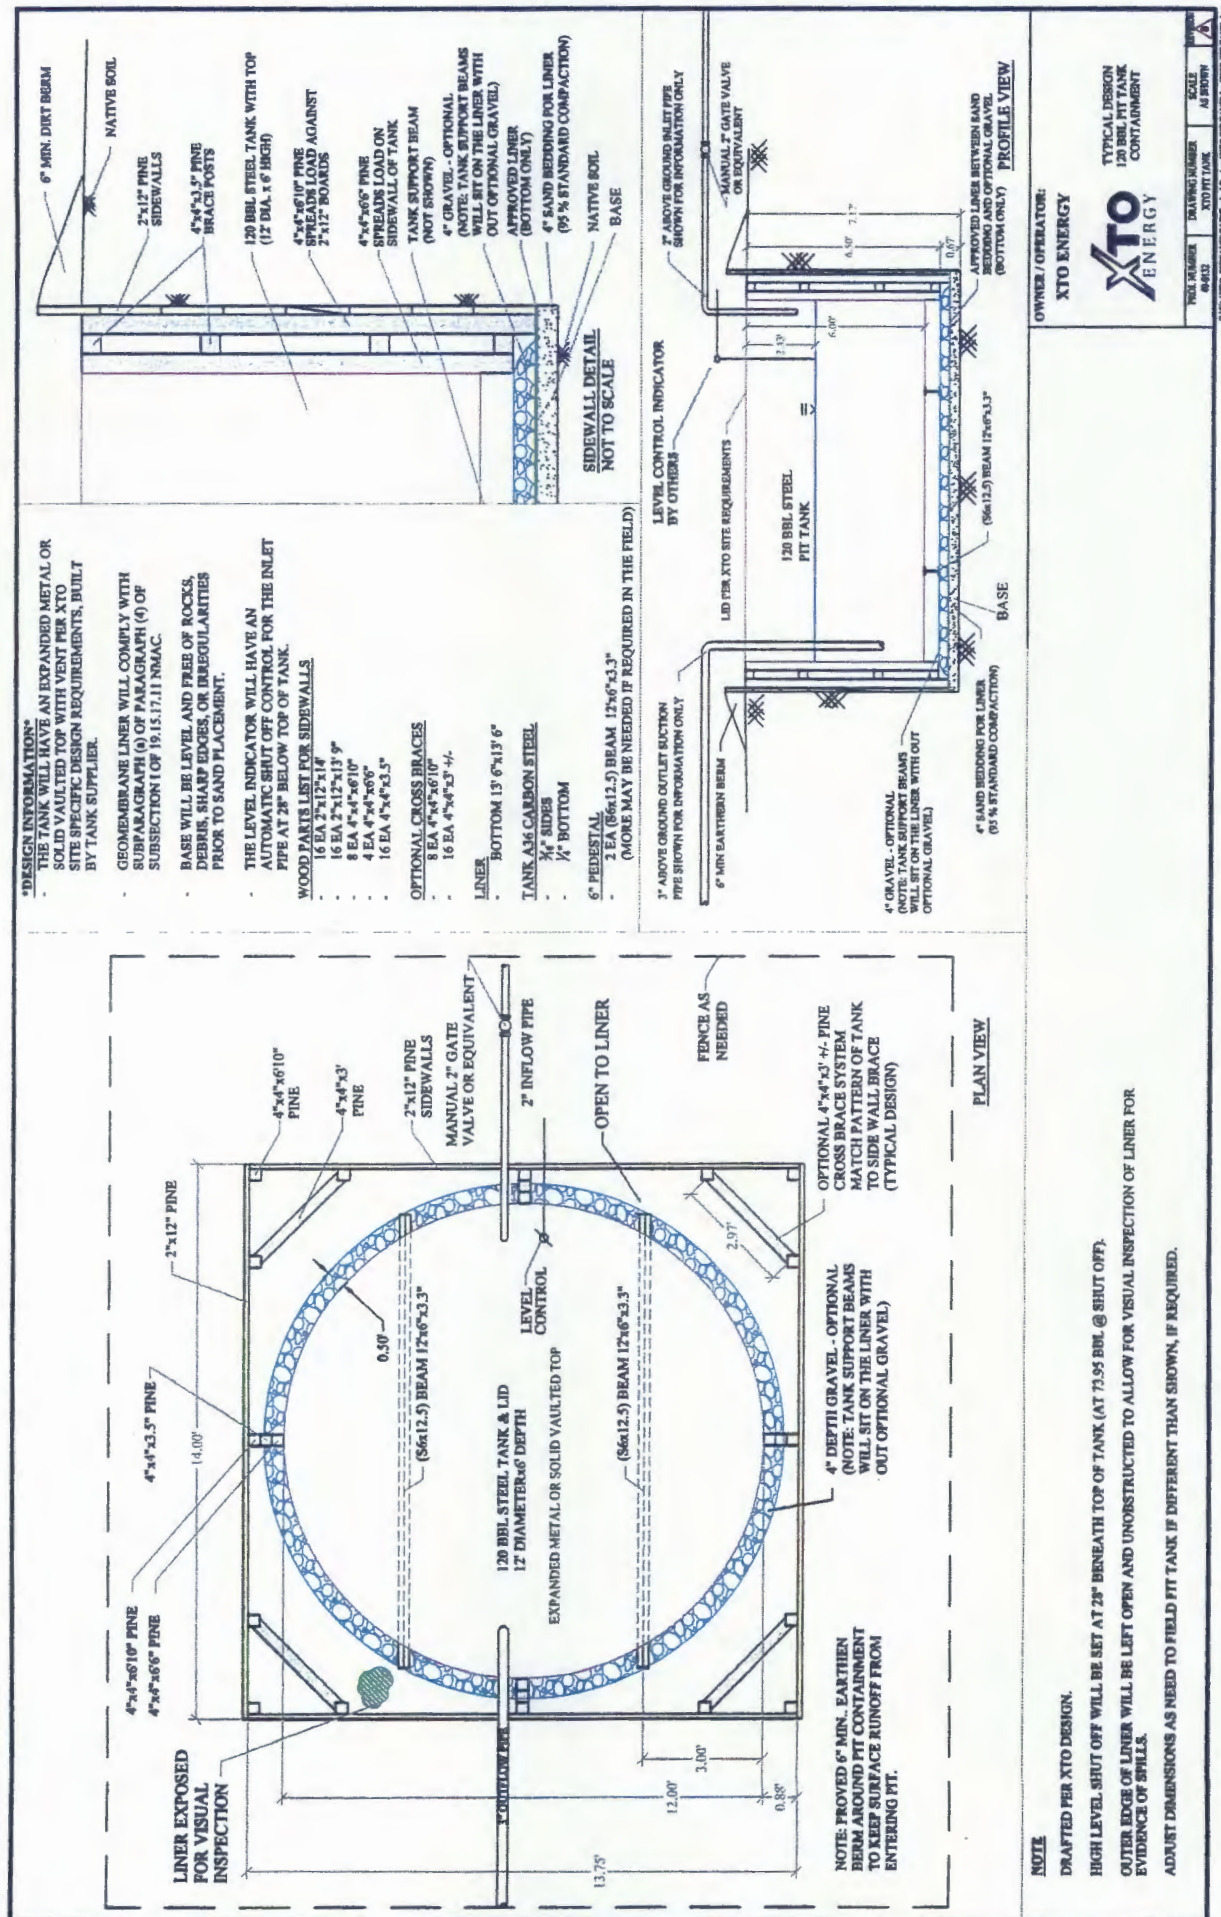 *DESIGN INFORMATION*
- THE TANK WILL HAVE AN EXPANDED METAL OR
SOLID VAULTED TOP WITH VENT PER XTO
SITE SPECIFIC DESIGN REQUIREMENTS, BUILT
BY TANK SUPPLIER.
- GEOMEMBRANE LINER WILL COMPLY WITH
SUBPARAGRAPH (a) OF PARAGRAPH (4) OF
SUBSECTION I OF 19.15.17.11 NMAC.
- BASE WILL BE LEVEL AND FREE OF ROCKS,
DEBRIS, SHARP EDGES, OR IRREGULARITIES
PRIOR TO SAND PLACEMENT.
- THE LEVEL INDICATOR WILL HAVE AN
AUTOMATIC SHUT OFF CONTROL FOR THE INLET
PIPE AT 28" BELOW TOP OF TANK.
WOOD PARTS LIST FOR SIDEWALLS
- 16 EA 2"x12"x14'
- 16 EA 2"x12"x13' 9"
- 8 EA 4"x4"x6'10"
- 4 EA 4"x4"x6'6"
- 16 EA 4"x4"x3.5"
OPTIONAL CROSS BRACES
- 8 EA 4"x4"x6'10"
- 16 EA 4"x4"x3' +/-
LINER
- BOTTOM 13' 6"x13' 6"
TANK A36 CARBON STEEL
- SIDES
- ¼" BOTTOM
6" PEDESTAL
- 2 EA (S6x12.5) BEAM 12'x6"x3.3"
(MORE MAY BE NEEDED IF REQUIRED IN THE FIELD)
6" MIN. DIRT BERM
NATIVE SOIL
2"x12" PINE
SIDEWALLS
4"x4"x3.5" PINE
BRACE POSTS
120 BBL STEEL TANK WITH TOP
(12' DIA. x 6' HIGH)
4"x4"x6'10" PINE
SPREADS LOAD AGAINST
2"x12" BOARDS
4"x4"x6'6" PINE
SPREADS LOAD ON
SIDEWALL OF TANK
TANK SUPPORT BEAM
(NOT SHOWN)
4" GRAVEL - OPTIONAL
(NOTE: TANK SUPPORT BEAMS
WILL SIT ON THE LINER WITH
OUT OPTIONAL GRAVEL)
APPROVED LINER
(BOTTOM ONLY)
4" SAND BEDDING FOR LINER
(95 % STANDARD COMPACTION)
NATIVE SOIL
BASE
SIDEWALL DETAIL
NOT TO SCALE
4"x4"x6'10" PINE
4"x4"x6'6" PINE
4"x4"x3.5" PINE
2"x12" PINE
14.00'
4"x4"x6'10"
PINE
4"x4"x3'
PINE
2"x12" PINE
SIDEWALLS
MANUAL 2" GATE
VALVE OR EQUIVALENT
2" INFLOW PIPE
OPEN TO LINER
FENCE AS
NEEDED
LINER EXPOSED
FOR VISUAL
INSPECTION
0.50'
(S6x12.5) BEAM 12'x6"x3.3"
120 BBL STEEL TANK & LID
12' DIAMETERx6' DEPTH
LEVEL
CONTROL
EXPANDED METAL OR SOLID VAULTED TOP
3" OUTFLOW PIPE
(S6x12.5) BEAM 12'x6"x3.3"
13.75'
12.00'
3.00'
0.88'
2.97'
OPTIONAL 4"x4"x3' +/- PINE
CROSS BRACE SYSTEM
MATCH PATTERN OF TANK
TO SIDE WALL BRACE
(TYPICAL DESIGN)
4" DEPTH GRAVEL - OPTIONAL
(NOTE: TANK SUPPORT BEAMS
WILL SIT ON THE LINER WITH
OUT OPTIONAL GRAVEL)
NOTE: PROVED 6" MIN.. EARTHEN
BERM AROUND PIT CONTAINMENT
TO KEEP SURFACE RUNOFF FROM
ENTERING PIT.
PLAN VIEW
3" ABOVE GROUND OUTLET SUCTION
PIPE SHOWN FOR INFORMATION ONLY
6" MIN EARTHERN BERM
LEVEL CONTROL INDICATOR
BY OTHERS
LID PER XTO SITE REQUIREMENTS
120 BBL STEEL
PIT TANK
2" ABOVE GROUND INLET PIPE
SHOWN FOR INFORMATION ONLY
MANUAL 2" GATE VALVE
OR EQUIVALENT
6.00'
6.50'
7.17'
0.67'
4" GRAVEL - OPTIONAL
(NOTE: TANK SUPPORT BEAMS
WILL SIT ON THE LINER WITH OUT
OPTIONAL GRAVEL)
4" SAND BEDDING FOR LINER
(95 % STANDARD COMPACTION)
BASE
(S6x12.5) BEAM 12'x6"x3.3"
APPROVED LINER BETWEEN SAND
BEDDING AND OPTIONAL GRAVEL
(BOTTOM ONLY)
PROFILE VIEW
NOTE
DRAFTED PER XTO DESIGN.
HIGH LEVEL SHUT OFF WILL BE SET AT 28" BENEATH TOP OF TANK (AT 73.95 BBL @ SHUT OFF).
OUTER EDGE OF LINER WILL BE LEFT OPEN AND UNOBSTRUCTED TO ALLOW FOR VISUAL INSPECTION OF LINER FOR
EVIDENCE OF SPILLS.
ADJUST DIMENSIONS AS NEED TO FIELD FIT TANK IF DIFFERENT THAN SHOWN, IF REQUIRED.
OWNER / OPERATOR:
XTO ENERGY
XTO
ENERGY
TYPICAL DESIGN
120 BBL PIT TANK
CONTAINMENT
PROJ. NUMBER
DRAWING NUMBER
XTO PIT TANK
SCALE
AS SHOWN
REVISION